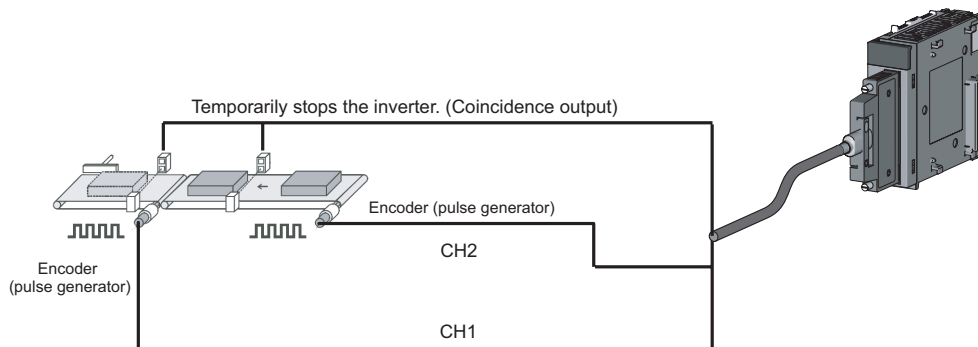 Temporarily stops the inverter. (Coincidence output)
Encoder (pulse generator)
CH2
Encoder
(pulse generator)
CH1